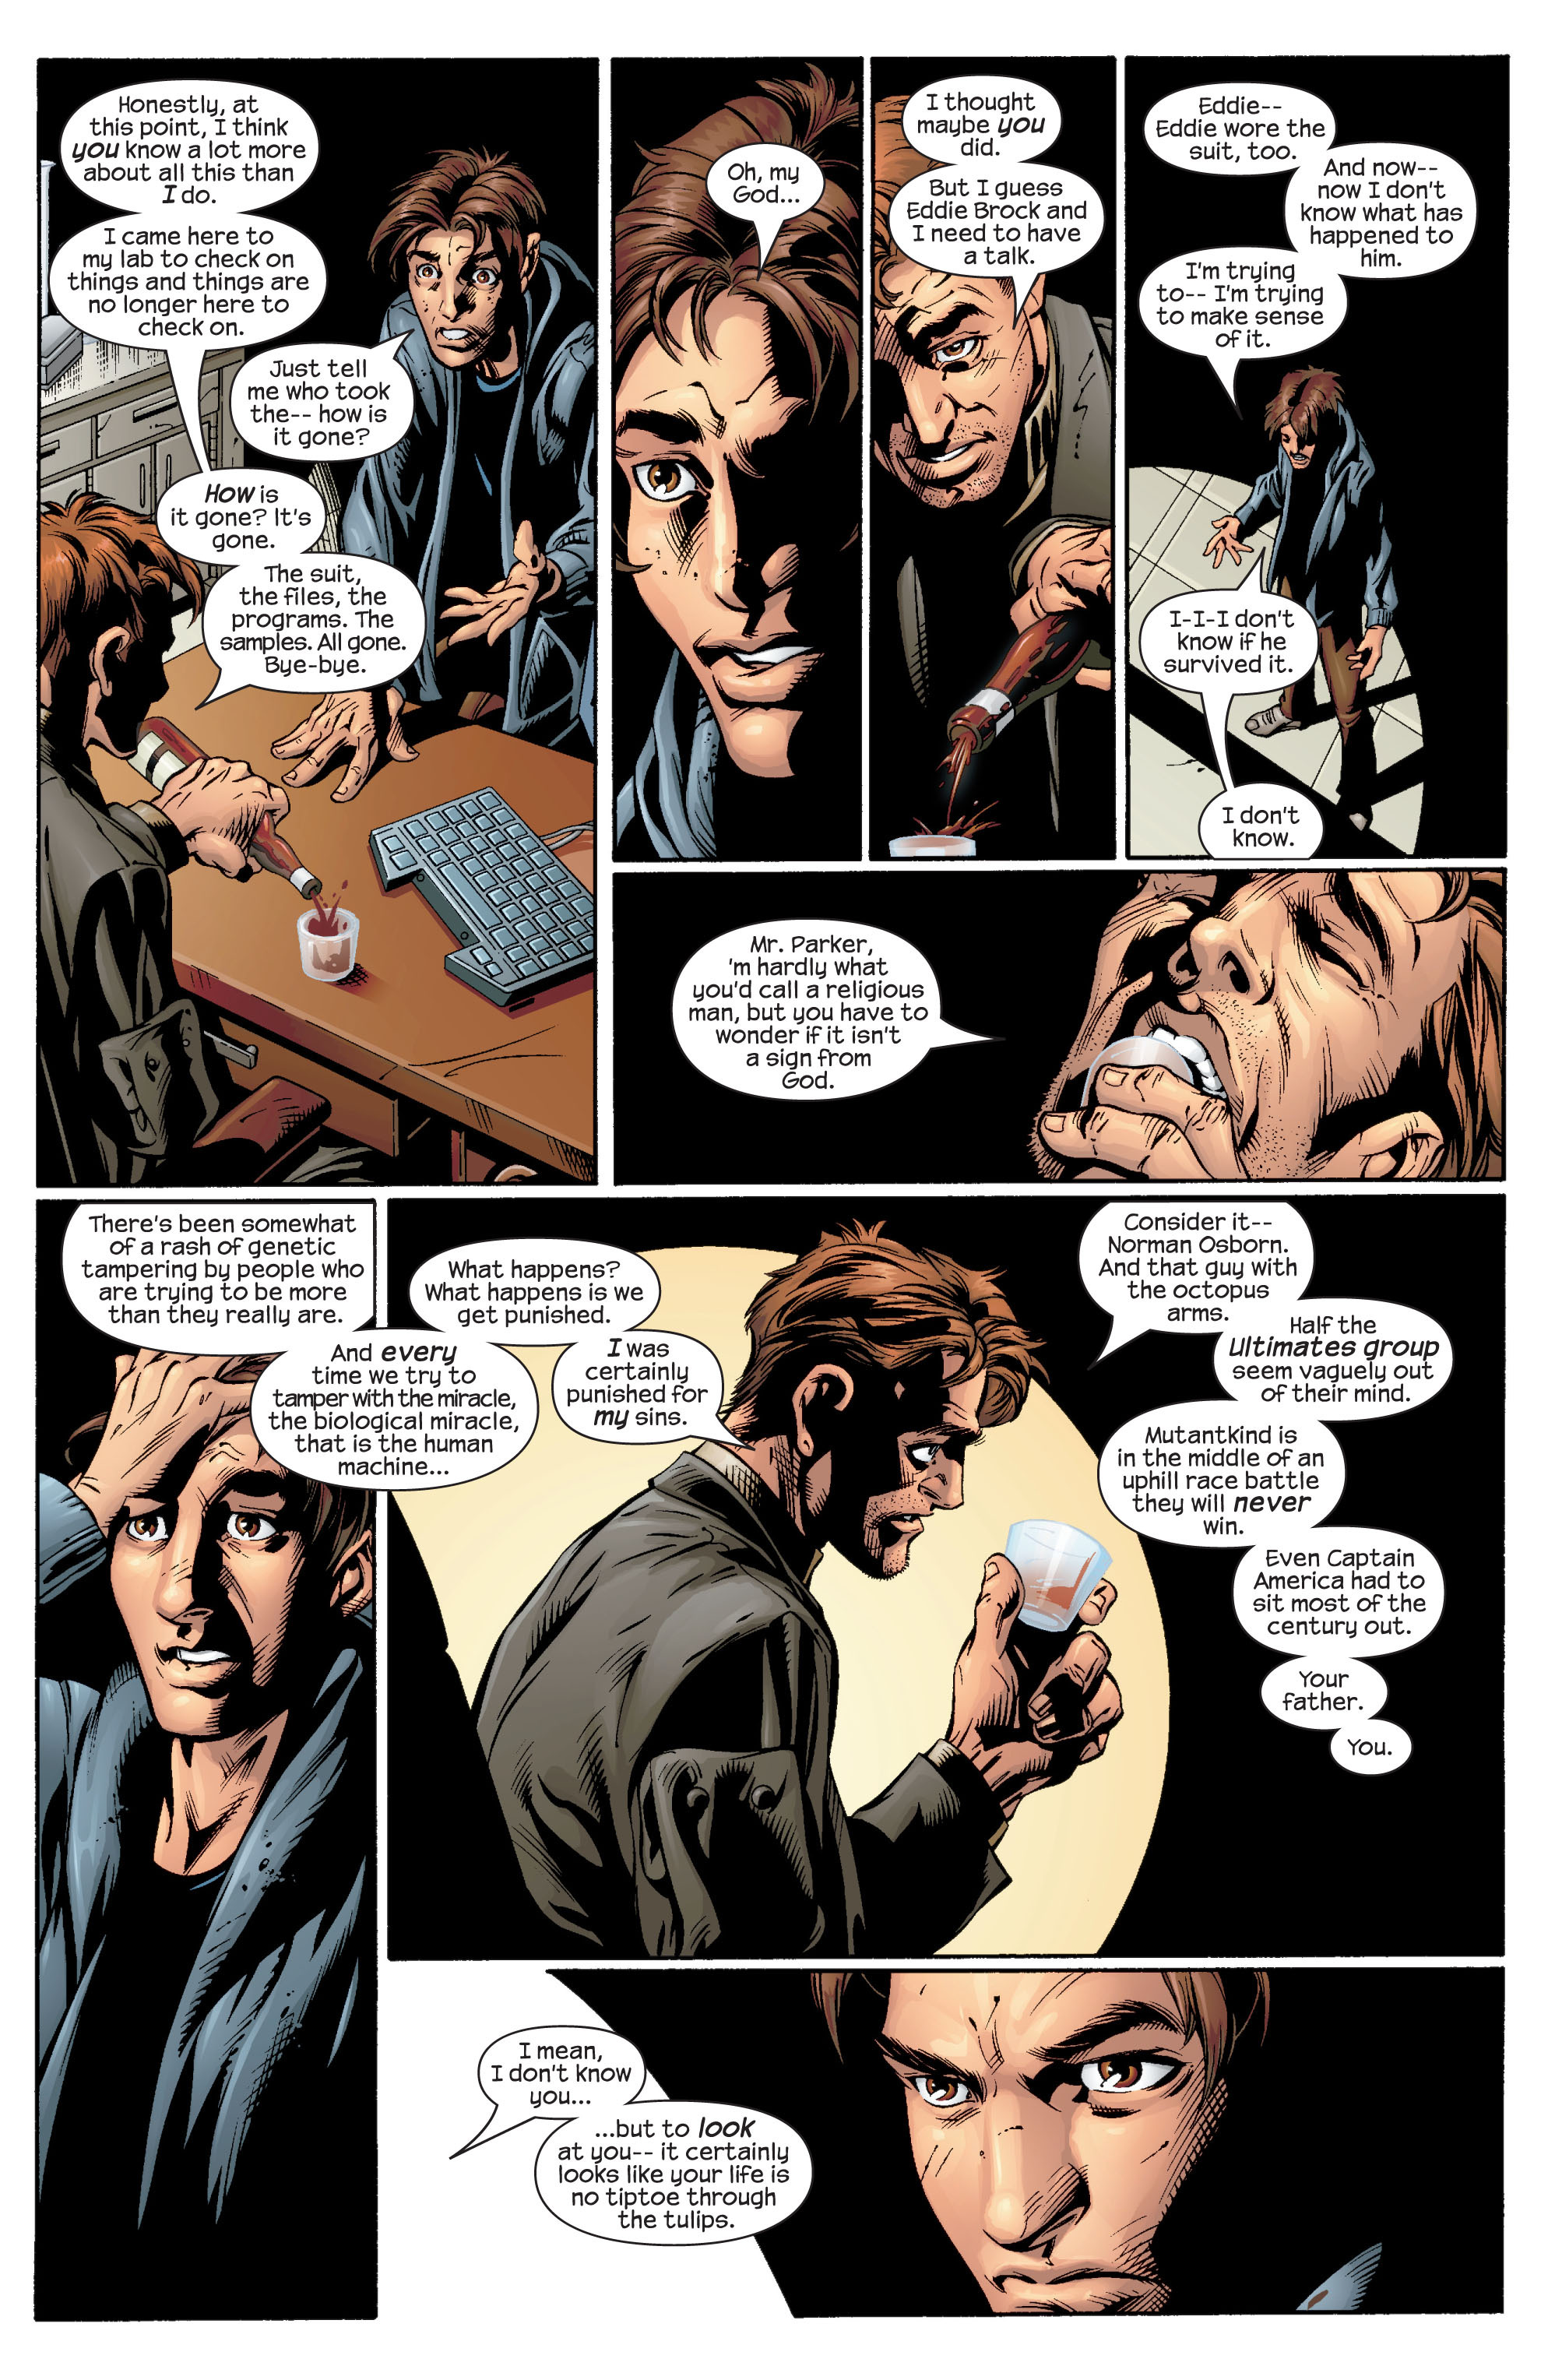 Honestly, at
this point, I think
you know a lot more
about all this than
I do.
I came here to
my lab to check on
things and things are
no longer here to
check on.
Just tell
me who took
the-- how is
it gone?
HOW is
it gone? It's
gone.
The suit,
the files, the
programs. The
samples. All gone.
Bye-bye.
Oh, my
God...
I thought
maybe you
did.
But I guess
Eddie Brock and
I need to have
a talk.
Eddie--
Eddie wore the
suit, too.
And now--
now I don't
know what has
happened to
him.
I'm trying
to-- I'm trying
to make sense
of it.
I-I-I don't
know if he
survived it.
I don't
know.
Mr. Parker,
'm hardly what
you'd call a religious
man, but you have to
wonder if it isn't
a sign from
God.
There's been somewhat
of a rash of genetic
tampering by people who
are trying to be more
than they really are.
And every
time we try to
tamper with the miracle,
the biological miracle,
that is the human
machine...
What happens?
What happens is we
get punished.
I was
certainly
punished for
my sins.
Consider it--
Norman Osborn.
And that guy with
the octopus
arms.
Half the
Ultimates group
seem vaguely out
of their mind.
Mutantkind is
in the middle of an
uphill race battle
they will never
win.
Even Captain
America had to
sit most of the
century out.
Your
father.
You.
I mean,
I don't know
you...
...but to look
at you-- it certainly
looks like your life is
no tiptoe through
the tulips.